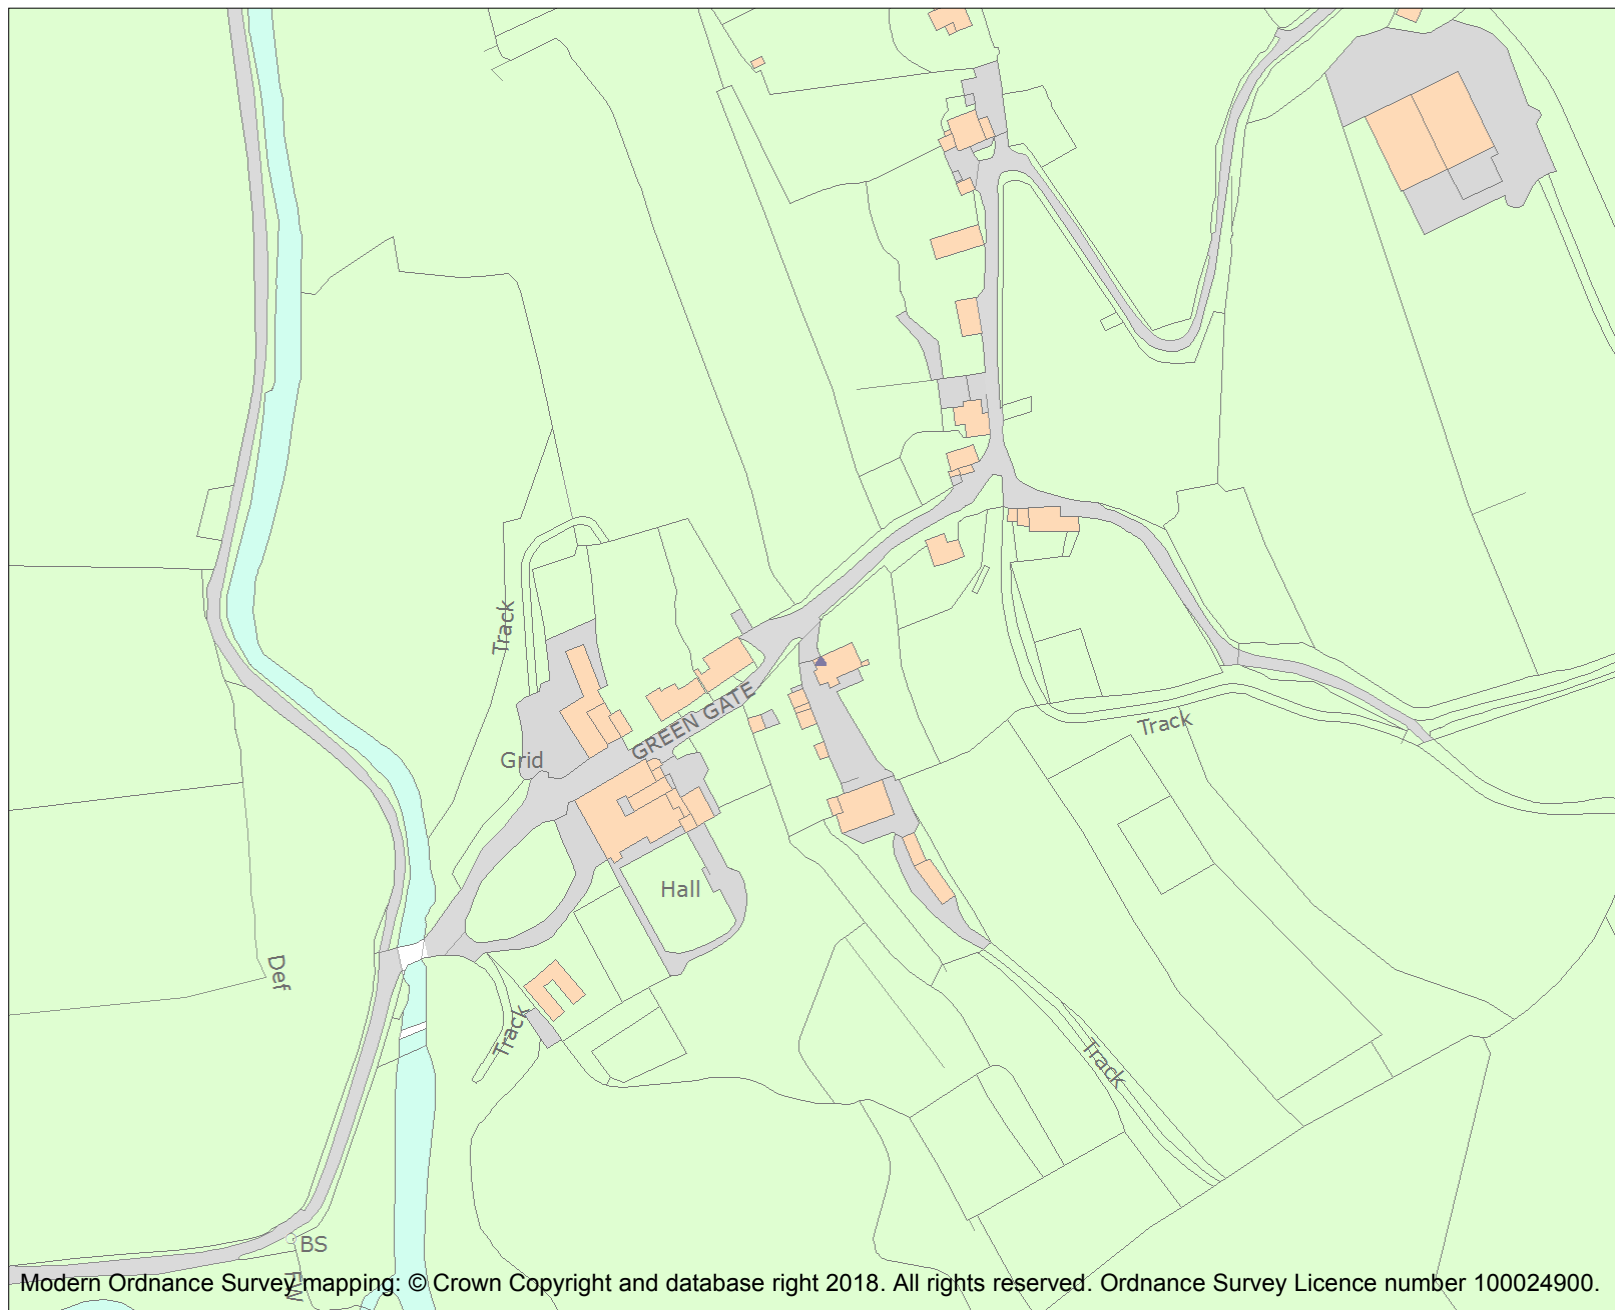 Track
GREEN GATE
Track
Grid
Hall
Def
Track
Track
BS
FW
Modern Ordnance Survey mapping: © Crown Copyright and database right 2018. All rights reserved. Ordnance Survey Licence number 100024900.